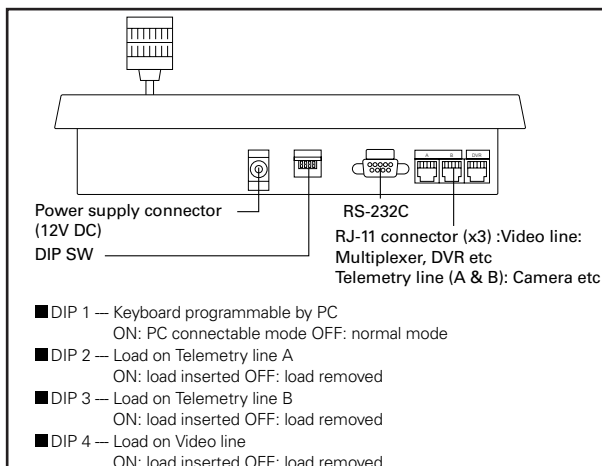 A B DVR
Power supply connector
(12V DC)
DIP SW
RS-232C
RJ-11 connector (x3) :Video line:
Multiplexer, DVR etc
Telemetry line (A & B): Camera etc
■ DIP 1 --- Keyboard programmable by PC
ON: PC connectable mode OFF: normal mode
■ DIP 2 --- Load on Telemetry line A
ON: load inserted OFF: load removed
■ DIP 3 --- Load on Telemetry line B
ON: load inserted OFF: load removed
■ DIP 4 --- Load on Video line
ON: load inserted OFF: load removed